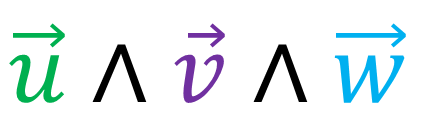 u⃗ ∧ v⃗ ∧ w⃗